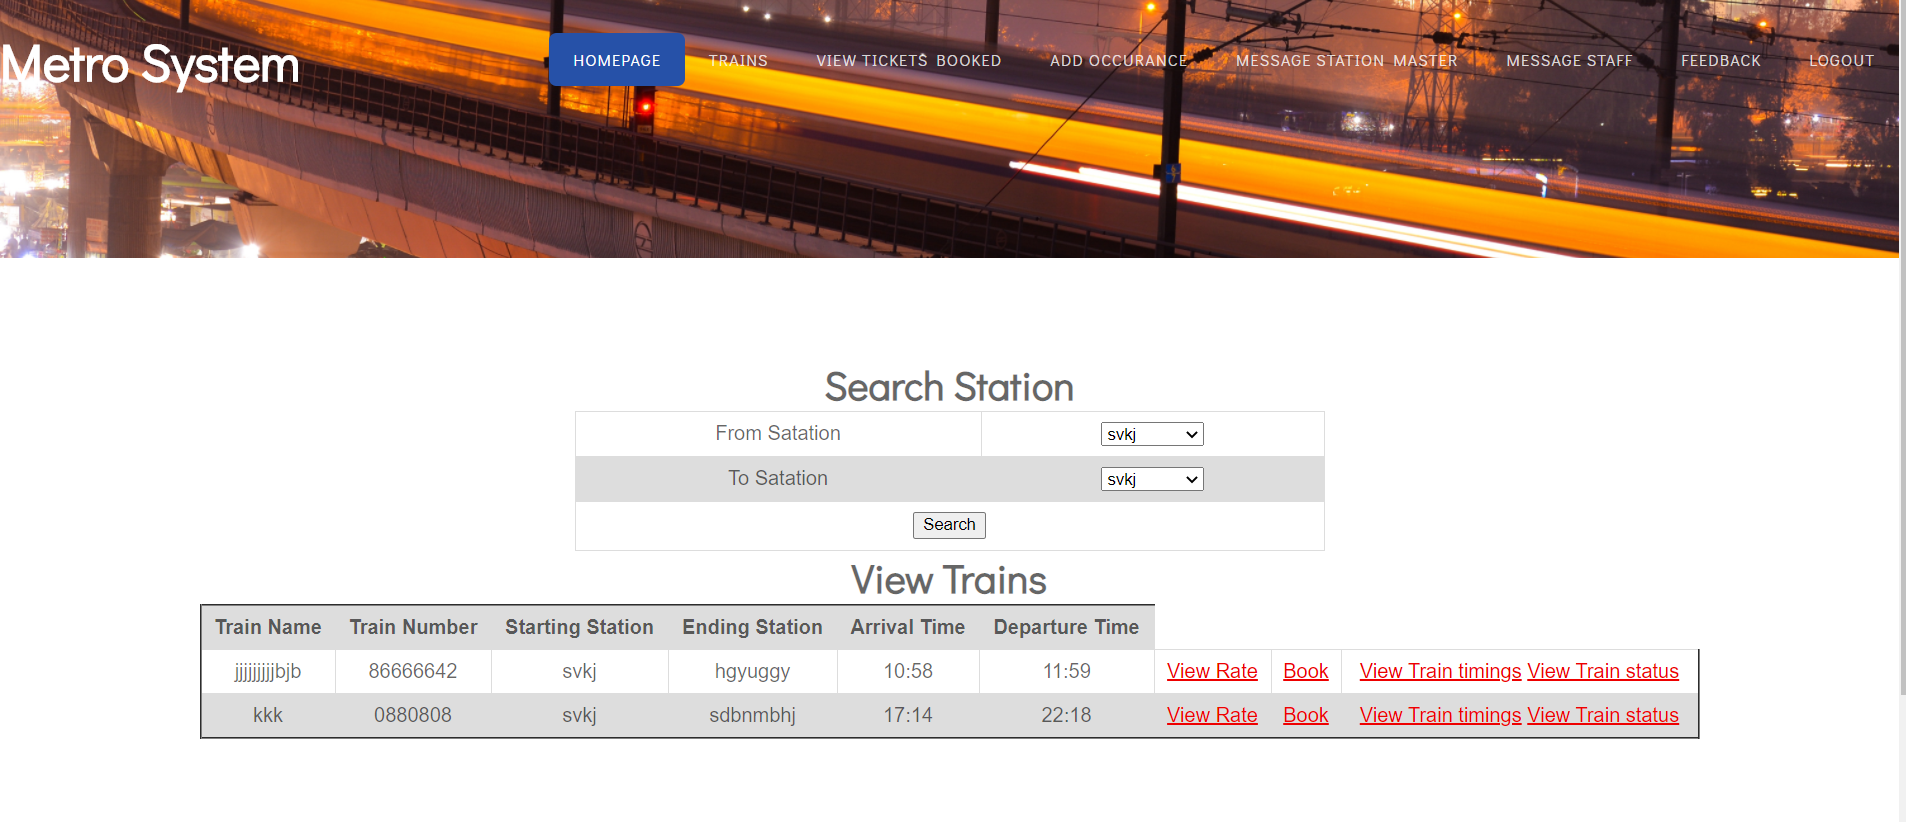 Metro System
HOMEPAGE TRAINS VIEW TICKETS BOOKED ADD OCCURANCE MESSAGE STATION MASTER MESSAGE STAFF FEEDBACK LOGOUT
Search Station
From Satation svkj
To Satation svkj
Search
View Trains
Train Name Train Number Starting Station Ending Station Arrival Time Departure Time
jjjjjjjjjbjb 86666642 svkj hgyuggy 10:58 11:59 View Rate Book View Train timings View Train status
kkk 0880808 svkj sdbnmbhj 17:14 22:18 View Rate Book View Train timings View Train status